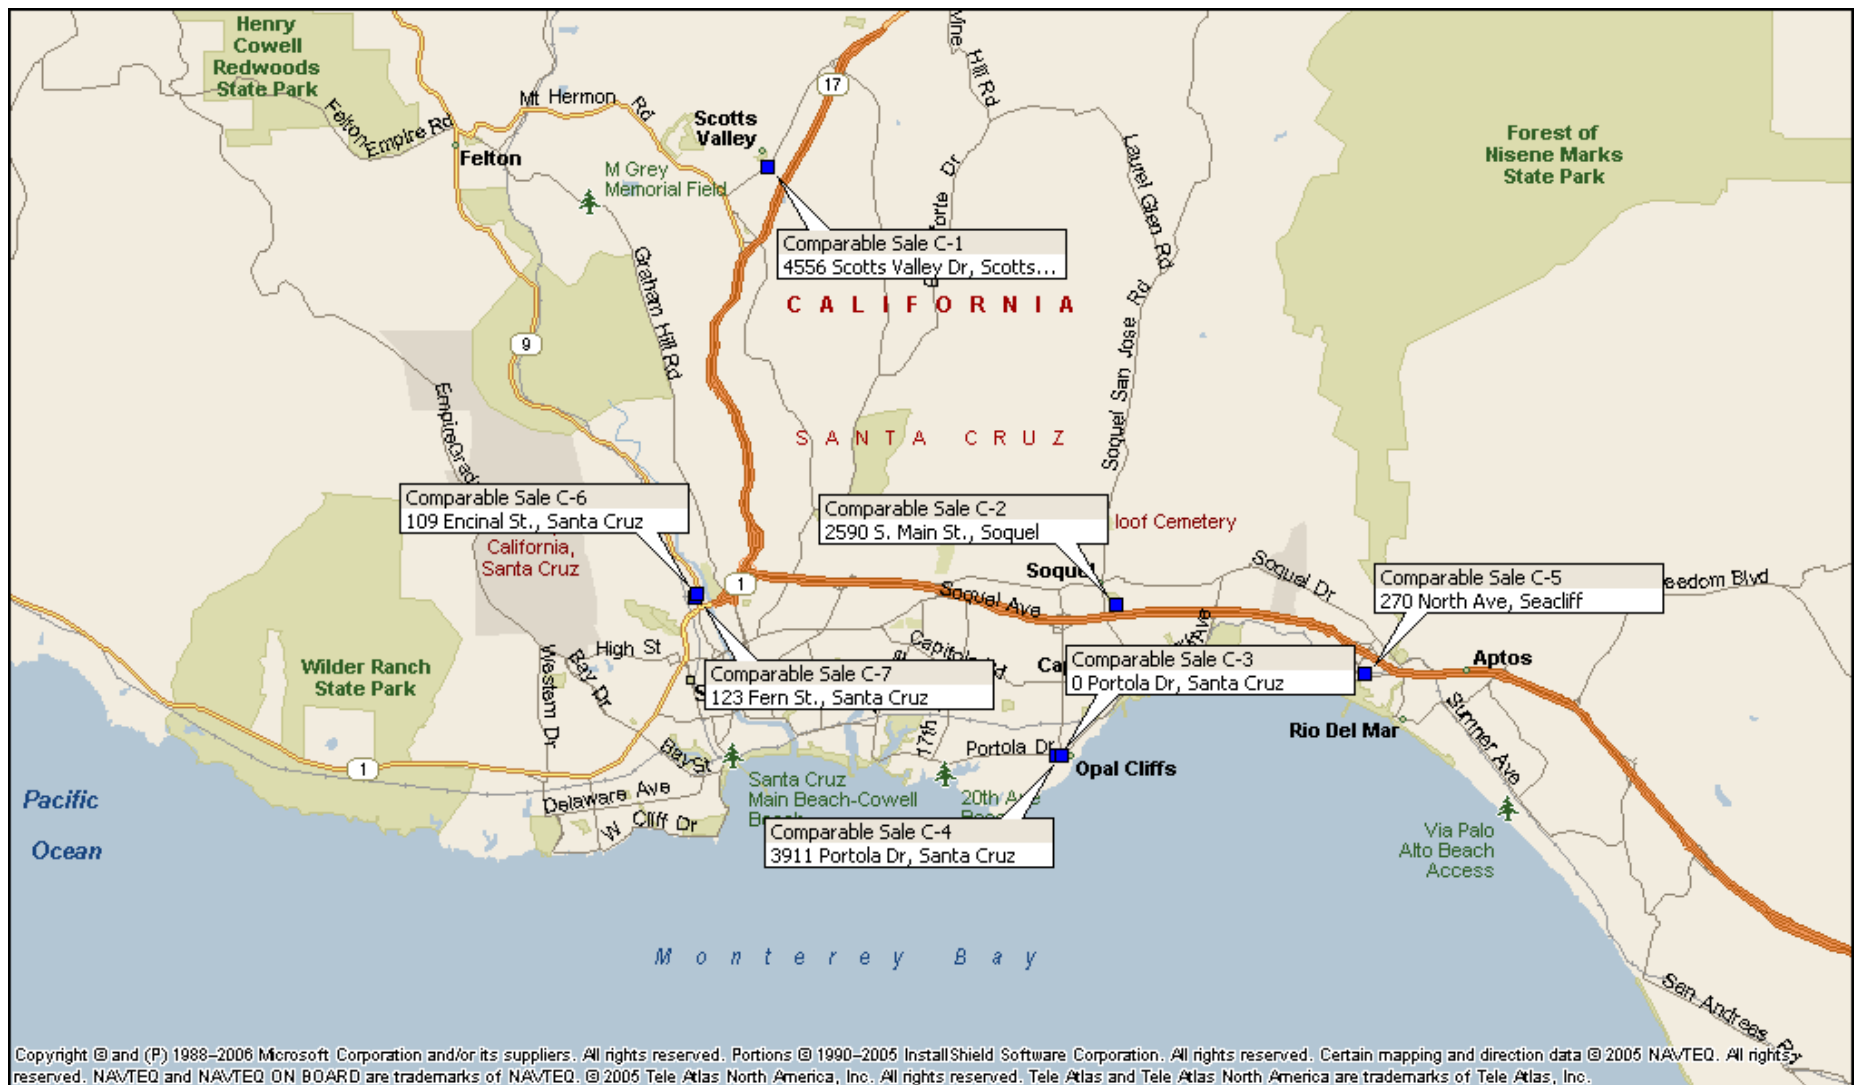 Henry
Cowell
Redwoods
State Park
Felton Empire Rd
Mt Hermon Rd
Felton
Scotts
Valley
17
Vine Hill Rd
M Grey
Memorial Field
Laurel Glen Rd
Forest of
Nisene Marks
State Park
Comparable Sale C-1
4556 Scotts Valley Dr, Scotts...
CALIFORNIA
Graham Hill Rd
9
Soquel San Jose Rd
SANTA CRUZ
Comparable Sale C-6
109 Encinal St., Santa Cruz
California,
Santa Cruz
Comparable Sale C-2
2590 S. Main St., Soquel
Cemetery
Soquel
Soquel Dr
Comparable Sale C-5
270 North Ave, Seacliff
Blvd
1
Soquel Ave
High St
Western Dr
Bay Dr
Wilder Ranch
State Park
Comparable Sale C-7
123 Fern St., Santa Cruz
Comparable Sale C-3
0 Portola Dr, Santa Cruz
Aptos
Rio Del Mar
Sumner Ave
17th
Portola Dr
Opal Cliffs
1
Bay St
Delaware Ave
W Cliff Dr
Santa Cruz
Main Beach-Cowell
Beach
20th Ave
Comparable Sale C-4
3911 Portola Dr, Santa Cruz
Via Palo
Alto Beach
Access
Pacific
Ocean
Monterey Bay
San Andreas Rd
Copyright © and (P) 1988–2006 Microsoft Corporation and/or its suppliers. All rights reserved. Portions © 1990–2005 InstallShield Software Corporation. All rights reserved. Certain mapping and direction data © 2005 NAVTEQ. All rights
reserved. NAVTEQ and NAVTEQ ON BOARD are trademarks of NAVTEQ. © 2005 Tele Atlas North America, Inc. All rights reserved. Tele Atlas and Tele Atlas North America are trademarks of Tele Atlas, Inc.